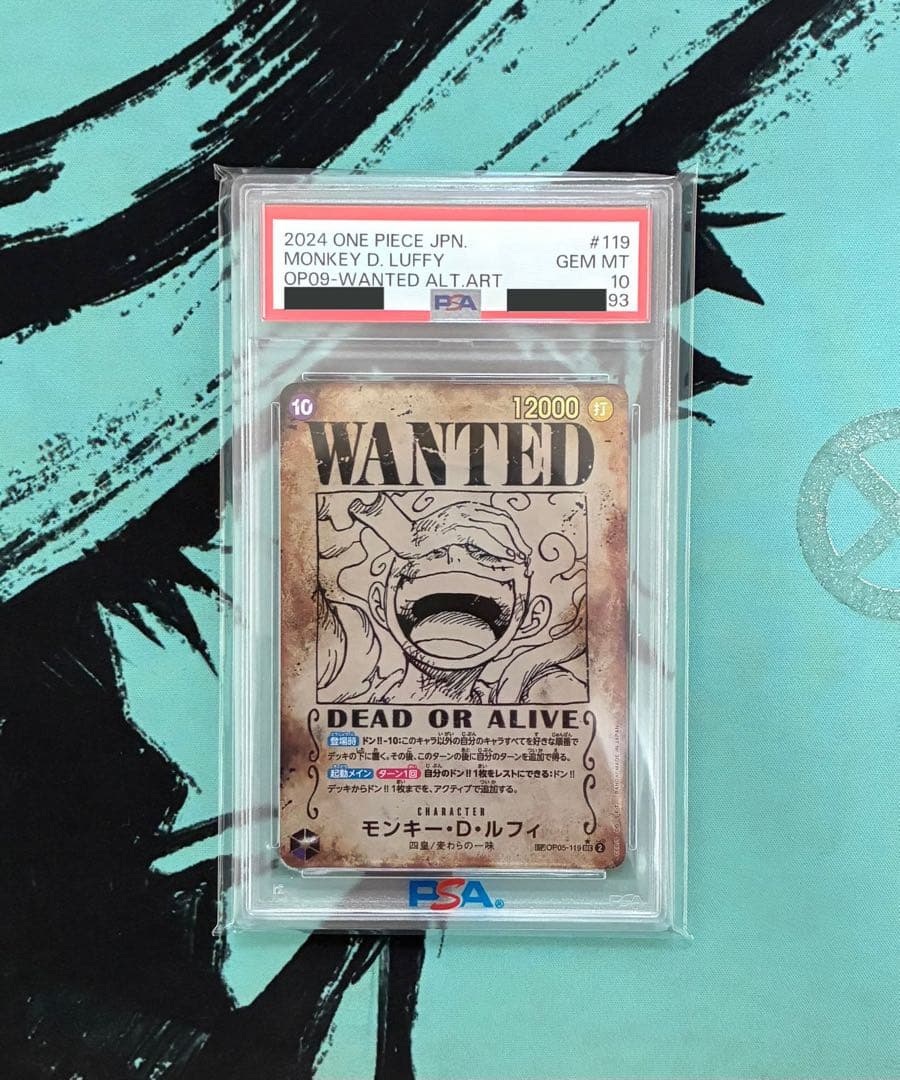 2024 ONE PIECE JPN. #119
MONKEY D. LUFFY GEM MT
OP09-WANTED ALT.ART 10
PSA 93
10 12000 打
WANTED
DEAD OR ALIVE
登場時 ドン!!-10:このキャラ以外の自分のキャラすべてを好きな順番で
デッキの下に置く。その後、このターンの後に自分のターンを追加で得る。
起動メイン ターン1回 自分のドン!!1枚をレストにできる:ドン!!
デッキからドン!!1枚までを、アクティブで追加する。
CHARACTER
モンキー・D・ルフィ
四皇/麦わらの一味
SP OP05-119 SEC 2
PSA